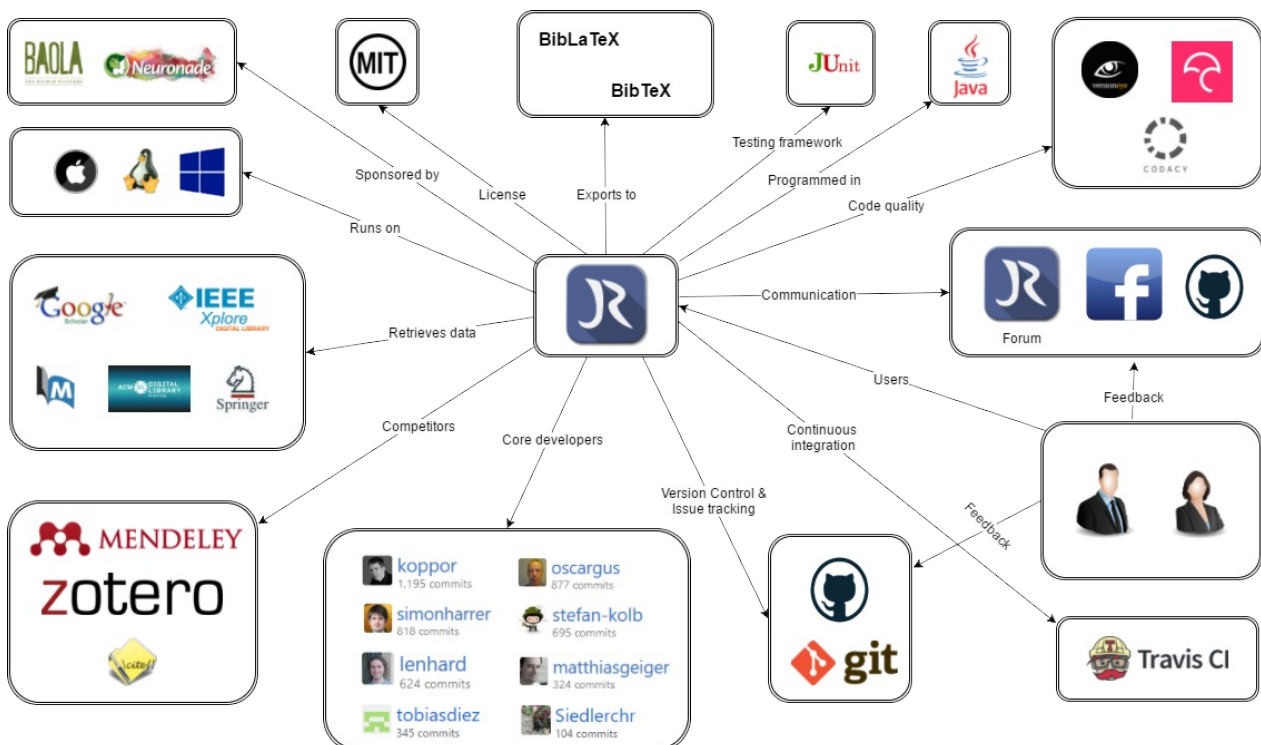 BAOLA
Neuronade
MIT
BibLaTeX
BibTeX
JUnit
Java
versioneye
CODACY
Sponsored by
License
Exports to
Testing framework
Programmed in
Code quality
Runs on
Google
Scholar
IEEE
Xplore
DIGITAL LIBRARY
M
ACM
DIGITAL
LIBRARY
Springer
Retrieves data
JR
Communication
JR
Forum
f
Users
Feedback
Competitors
Core developers
Continuous
integration
Version Control &
Issue tracking
Feedback
MENDELEY
zotero
\cite{}
koppor
1,195 commits
oscargus
877 commits
simonharrer
818 commits
stefan-kolb
695 commits
lenhard
624 commits
matthiasgeiger
324 commits
tobiasdiez
345 commits
Siedlerchr
104 commits
git
T
Travis CI